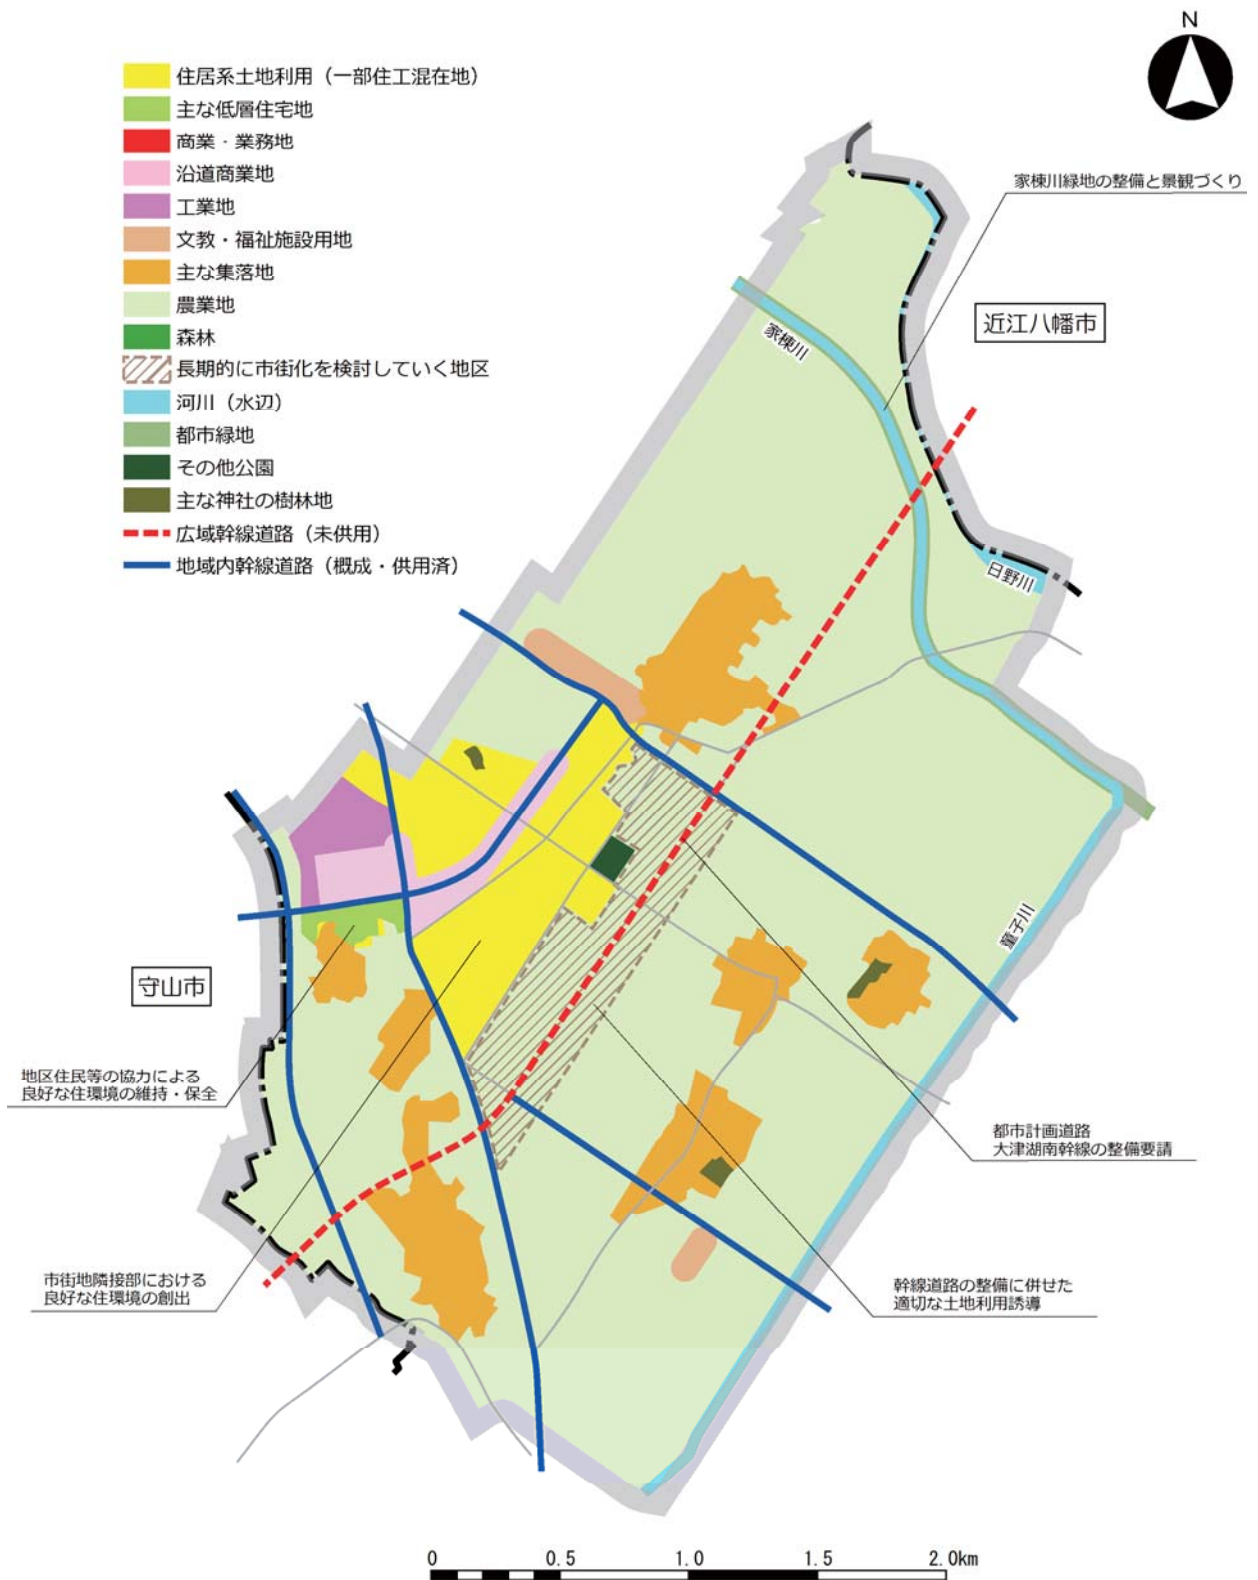 N
住居系土地利用（一部住工混在地）
主な低層住宅地
商業・業務地
沿道商業地
工業地
文教・福祉施設用地
主な集落地
農業地
森林
長期的に市街化を検討していく地区
河川（水辺）
都市緑地
その他公園
主な神社の樹林地
広域幹線道路（未供用）
地域内幹線道路（概成・供用済）
家棟川緑地の整備と景観づくり
近江八幡市
家棟川
日野川
童子川
守山市
地区住民等の協力による
良好な住環境の維持・保全
都市計画道路
大津湖南幹線の整備要請
市街地隣接部における
良好な住環境の創出
幹線道路の整備に併せた
適切な土地利用誘導
0 0.5 1.0 1.5 2.0km